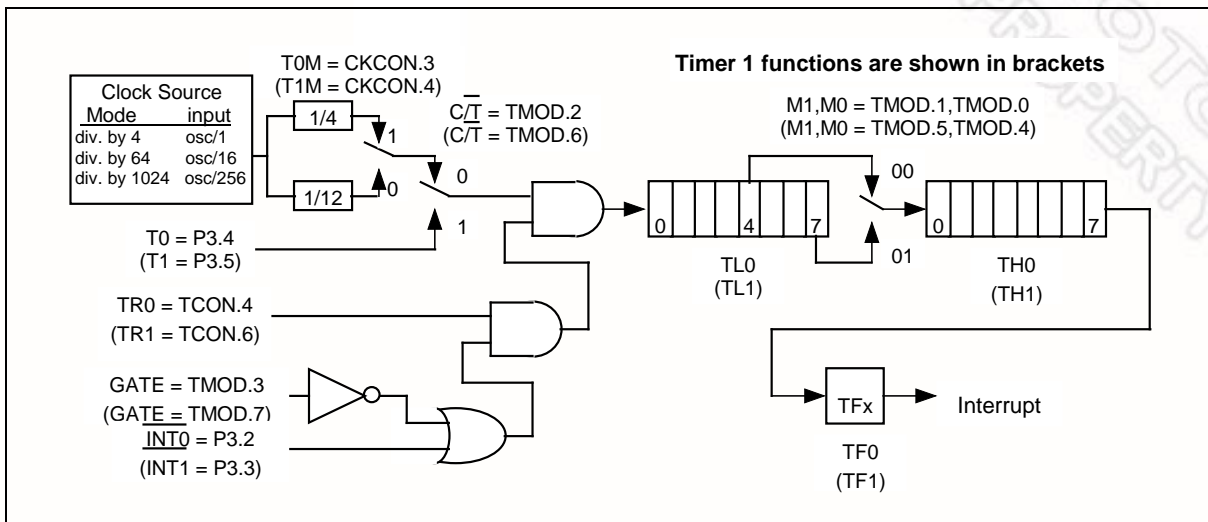 T0M = CKCON.3
(T1M = CKCON.4)
Timer 1 functions are shown in brackets
Clock Source
Mode input
div. by 4 osc/1
div. by 64 osc/16
div. by 1024 osc/256
1/4
1/12
1
0
C/T̅ = TMOD.2
(C/T̅ = TMOD.6)
0
1
M1,M0 = TMOD.1,TMOD.0
(M1,M0 = TMOD.5,TMOD.4)
00
01
0 4 7
0 7
TL0
(TL1)
TH0
(TH1)
T0 = P3.4
(T1 = P3.5)
TR0 = TCON.4
(TR1 = TCON.6)
GATE = TMOD.3
(GATE = TMOD.7)
I̅N̅T̅0̅ = P3.2
(I̅N̅T̅1̅ = P3.3)
TFx
Interrupt
TF0
(TF1)